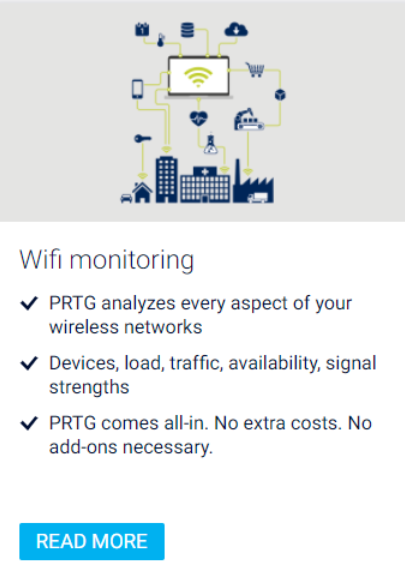 Wifi monitoring
PRTG analyzes every aspect of your
wireless networks
Devices, load, traffic, availability, signal
strengths
PRTG comes all-in. No extra costs. No
add-ons necessary.
READ MORE